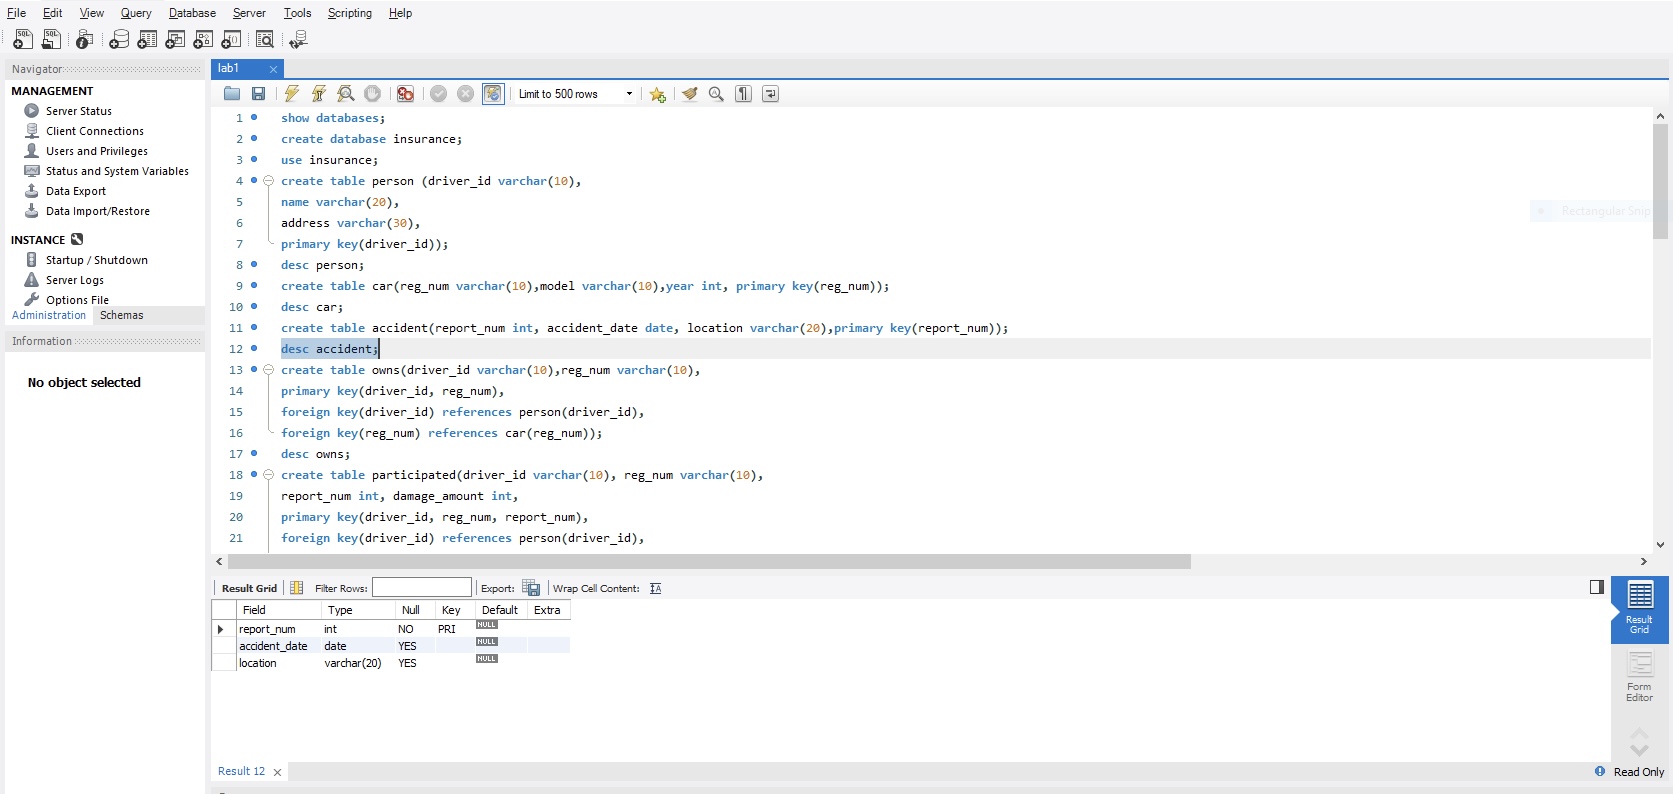 File Edit View Query Database Server Tools Scripting Help
Navigator
MANAGEMENT
Server Status
Client Connections
Users and Privileges
Status and System Variables
Data Export
Data Import/Restore
INSTANCE
Startup / Shutdown
Server Logs
Options File
Administration Schemas
Information
No object selected
lab1
Limit to 500 rows
1 show databases;
2 create database insurance;
3 use insurance;
4 create table person (driver_id varchar(10),
5 name varchar(20),
6 address varchar(30),
7 primary key(driver_id));
8 desc person;
9 create table car(reg_num varchar(10),model varchar(10),year int, primary key(reg_num));
10 desc car;
11 create table accident(report_num int, accident_date date, location varchar(20),primary key(report_num));
12 desc accident;
13 create table owns(driver_id varchar(10),reg_num varchar(10),
14 primary key(driver_id, reg_num),
15 foreign key(driver_id) references person(driver_id),
16 foreign key(reg_num) references car(reg_num));
17 desc owns;
18 create table participated(driver_id varchar(10), reg_num varchar(10),
19 report_num int, damage_amount int,
20 primary key(driver_id, reg_num, report_num),
21 foreign key(driver_id) references person(driver_id),
Rectangular Snip
Result Grid Filter Rows: Export: Wrap Cell Content:
Field Type Null Key Default Extra
report_num int NO PRI NULL
accident_date date YES NULL
location varchar(20) YES NULL
Result Grid
Form Editor
Result 12
Read Only